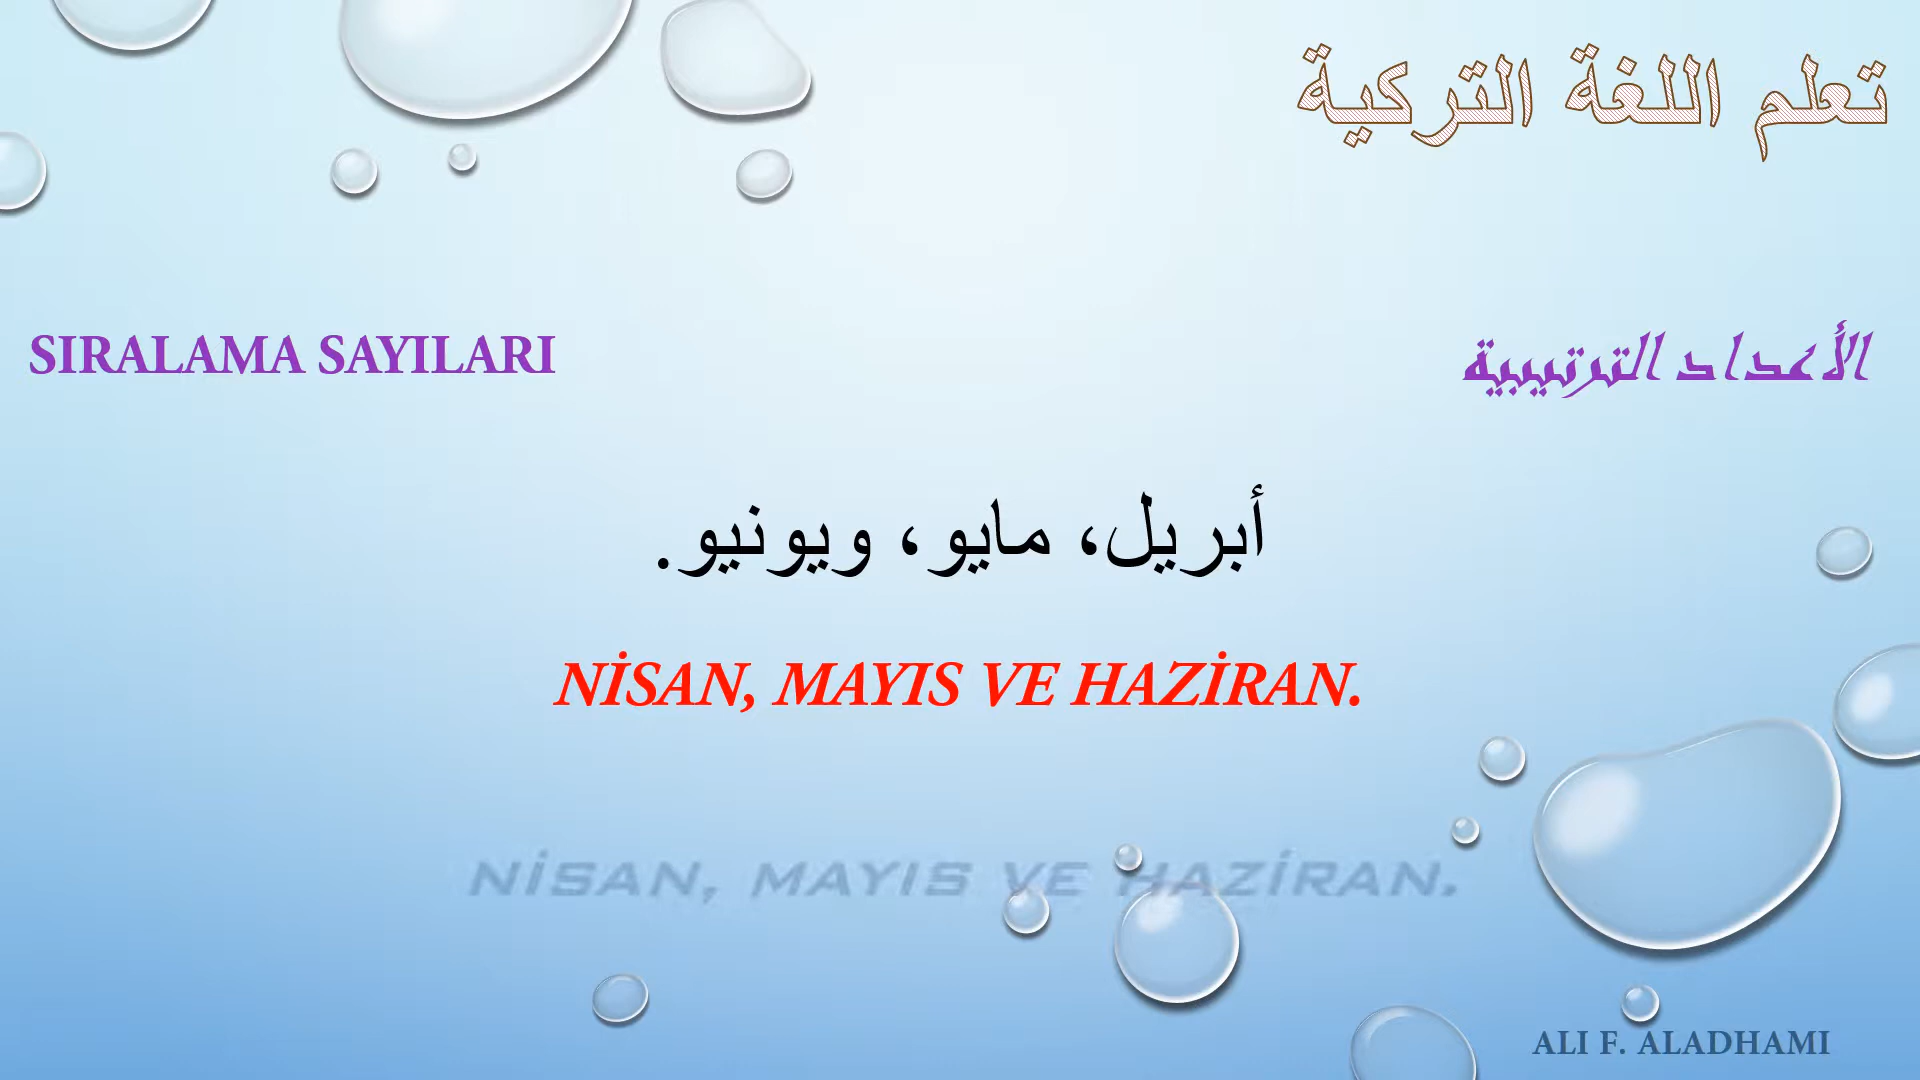 تعلم اللغة التركية
SIRALAMA SAYILARI
الأعداد الترتيبية
أبريل، مايو، ويونيو.
NİSAN, MAYIS VE HAZİRAN.
NİSAN, MAYIS VE HAZİRAN.
ALI F. ALADHAMI